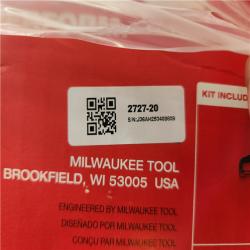 KIT INCLUD
2727-20
MILWAUKEE TOOL
BROOKFIELD, WI 53005 USA
ENGINEERED BY MILWAUKEE TOOL
DISEÑADO POR MILWAUKEE TOOL
CONÇU PAR MILWAUKEE TOOL